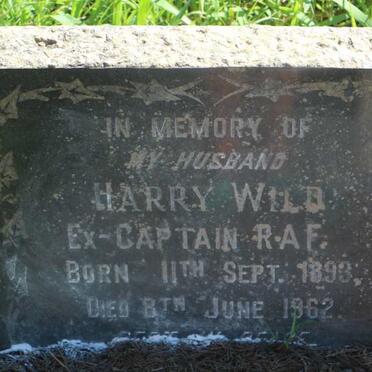 IN MEMORY OF
MY HUSBAND
HARRY WILD
EX-CAPTAIN R.A.F.
BORN 11TH SEPT. 1898
DIED 8TH JUNE 1962